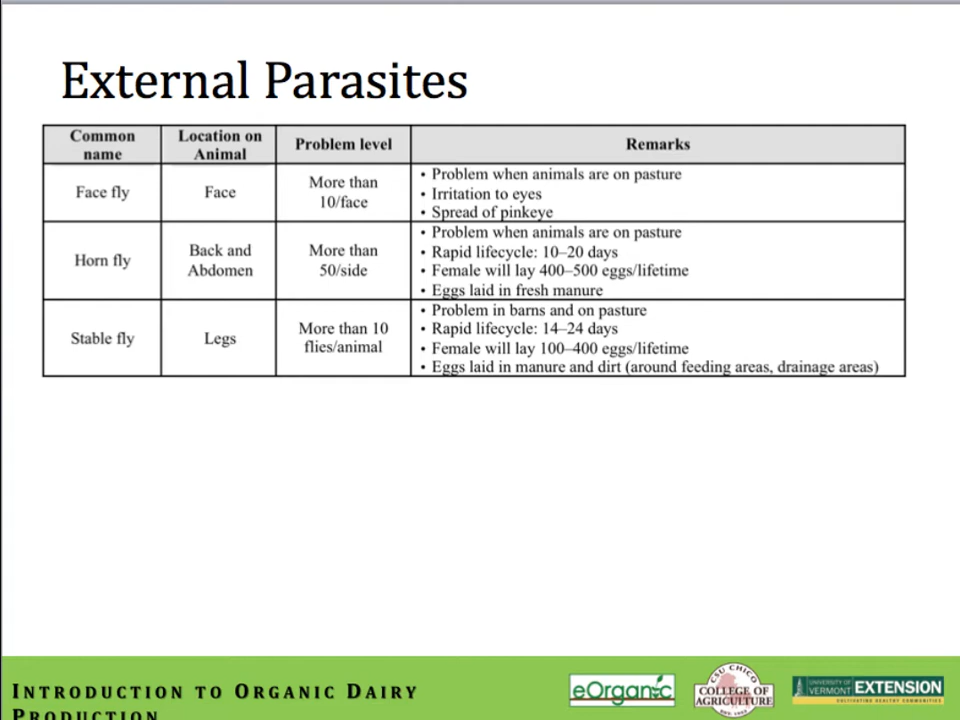 External Parasites
Common name
Location on Animal
Problem level
Remarks
Face fly
Face
More than 10/face
• Problem when animals are on pasture
• Irritation to eyes
• Spread of pinkeye
Horn fly
Back and Abdomen
More than 50/side
• Problem when animals are on pasture
• Rapid lifecycle: 10–20 days
• Female will lay 400–500 eggs/lifetime
• Eggs laid in fresh manure
Stable fly
Legs
More than 10 flies/animal
• Problem in barns and on pasture
• Rapid lifecycle: 14–24 days
• Female will lay 100–400 eggs/lifetime
• Eggs laid in manure and dirt (around feeding areas, drainage areas)
INTRODUCTION TO ORGANIC DAIRY
PRODUCTION
eOrganic
CSU CHICO
COLLEGE OF
AGRICULTURE
UNIVERSITY OF
VERMONT EXTENSION
CULTIVATING HEALTHY COMMUNITIES